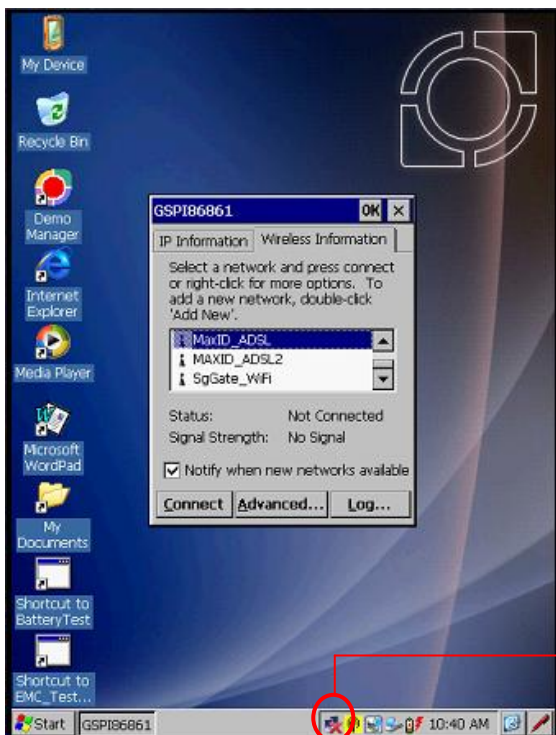 My Device
Recycle Bin
Demo
Manager
Internet
Explorer
Media Player
Microsoft
WordPad
My
Documents
Shortcut to
BatteryTest
Shortcut to
EMC_Test...
GSPI86861
OK
IP Information
Wireless Information
Select a network and press connect
or right-click for more options. To
add a new network, double-click
'Add New'.
MaxID_ADSL
MAXID_ADSL2
SgGate_WiFi
Status: Not Connected
Signal Strength: No Signal
Notify when new networks available
Connect
Advanced...
Log...
Start
GSPI86861
10:40 AM